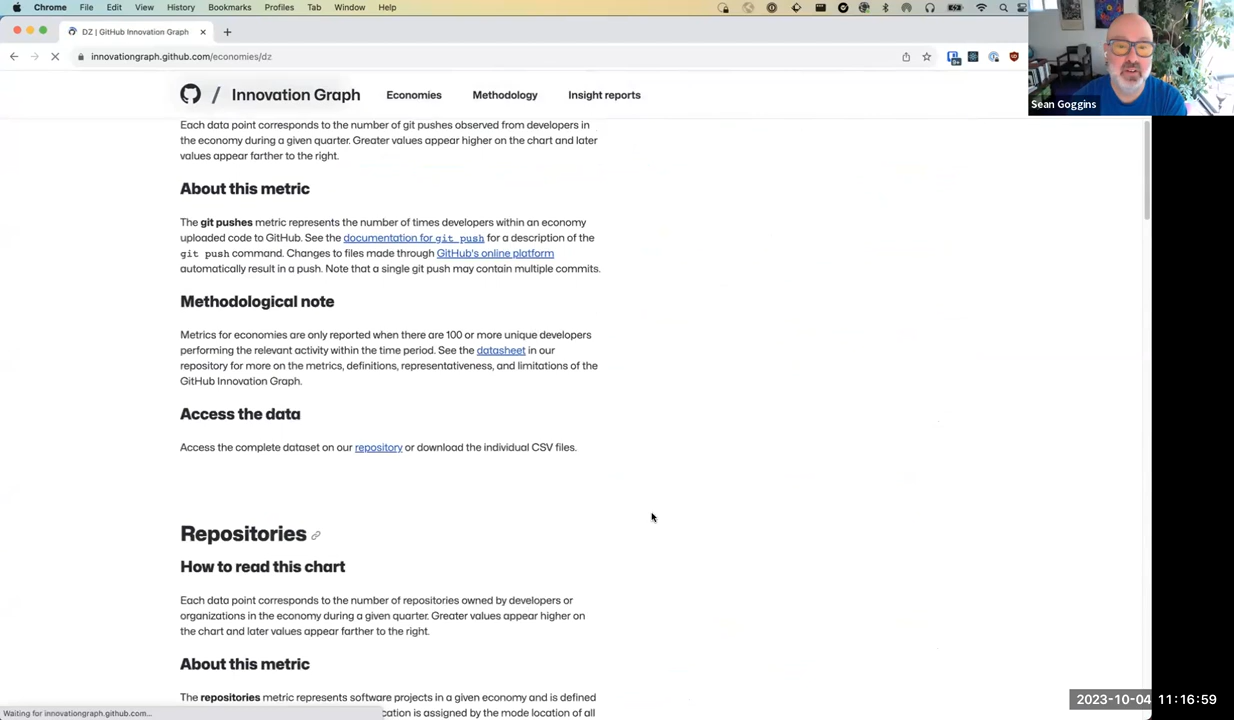 Chrome File Edit View History Bookmarks Profiles Tab Window Help
DZ | GitHub Innovation Graph
innovationgraph.github.com/economies/dz
/ Innovation Graph Economies Methodology Insight reports
Sean Goggins
Each data point corresponds to the number of git pushes observed from developers in
the economy during a given quarter. Greater values appear higher on the chart and later
values appear farther to the right.
About this metric
The git pushes metric represents the number of times developers within an economy
uploaded code to GitHub. See the documentation for git push for a description of the
git push command. Changes to files made through GitHub's online platform
automatically result in a push. Note that a single git push may contain multiple commits.
Methodological note
Metrics for economies are only reported when there are 100 or more unique developers
performing the relevant activity within the time period. See the datasheet in our
repository for more on the metrics, definitions, representativeness, and limitations of the
GitHub Innovation Graph.
Access the data
Access the complete dataset on our repository or download the individual CSV files.
Repositories
How to read this chart
Each data point corresponds to the number of repositories owned by developers or
organizations in the economy during a given quarter. Greater values appear higher on
the chart and later values appear farther to the right.
About this metric
The repositories metric represents software projects in a given economy and is defined
cation is assigned by the mode location of all
Waiting for innovationgraph.github.com...
2023-10-04 11:16:59